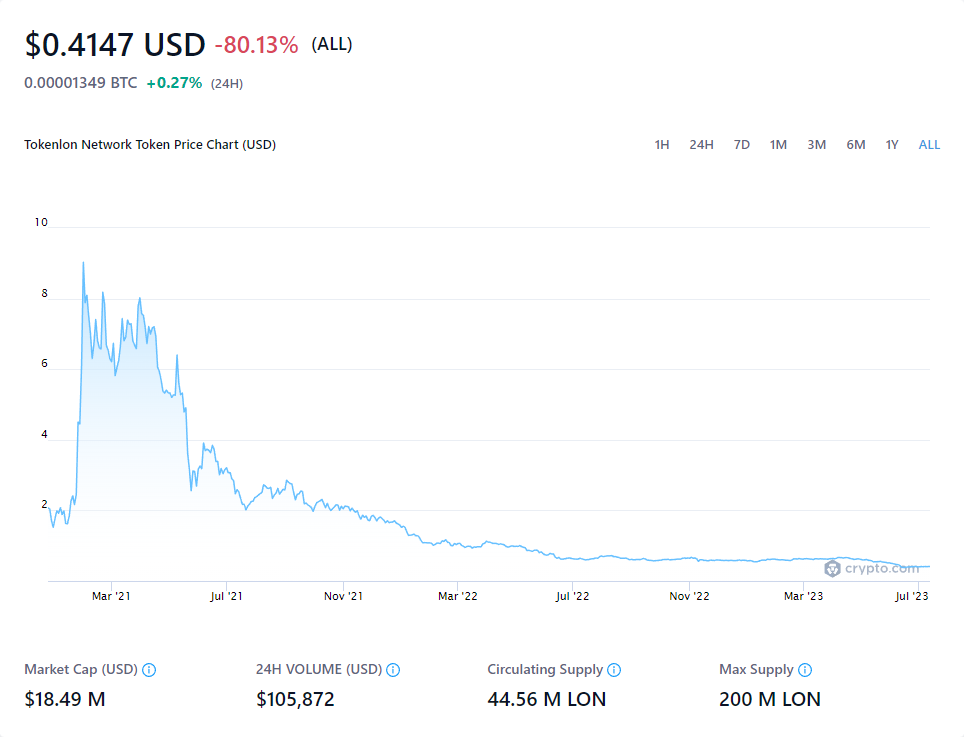 $0.4147 USD -80.13% (ALL)
0.00001349 BTC +0.27% (24H)
Tokenlon Network Token Price Chart (USD) 1H 24H 7D 1M 3M 6M 1Y ALL
10
8
6
4
2
crypto.com
Mar '21 Jul '21 Nov '21 Mar '22 Jul '22 Nov '22 Mar '23 Jul '23
Market Cap (USD) 24H VOLUME (USD) Circulating Supply Max Supply
$18.49 M $105,872 44.56 M LON 200 M LON